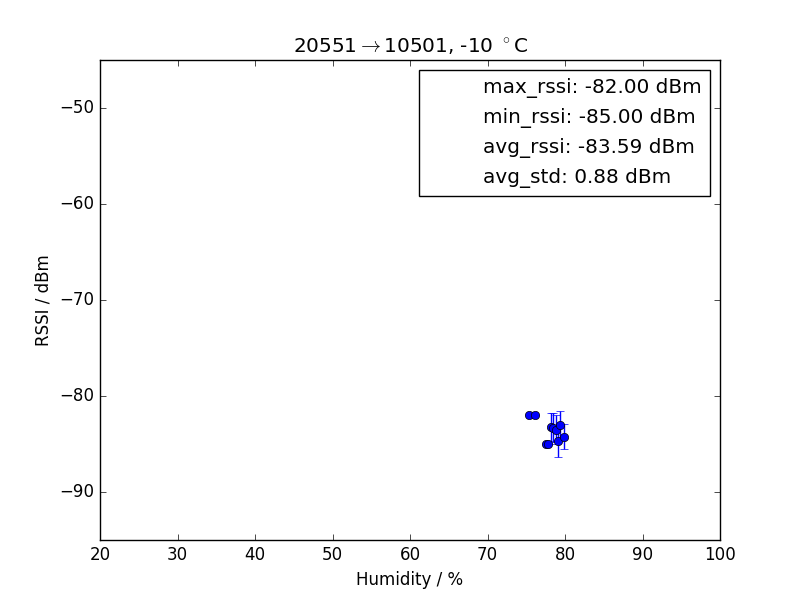 20551→10501, -10 °C
max_rssi: -82.00 dBm
min_rssi: -85.00 dBm
avg_rssi: -83.59 dBm
avg_std: 0.88 dBm
−50
−60
−70
−80
−90
RSSI / dBm
20 30 40 50 60 70 80 90 100
Humidity / %